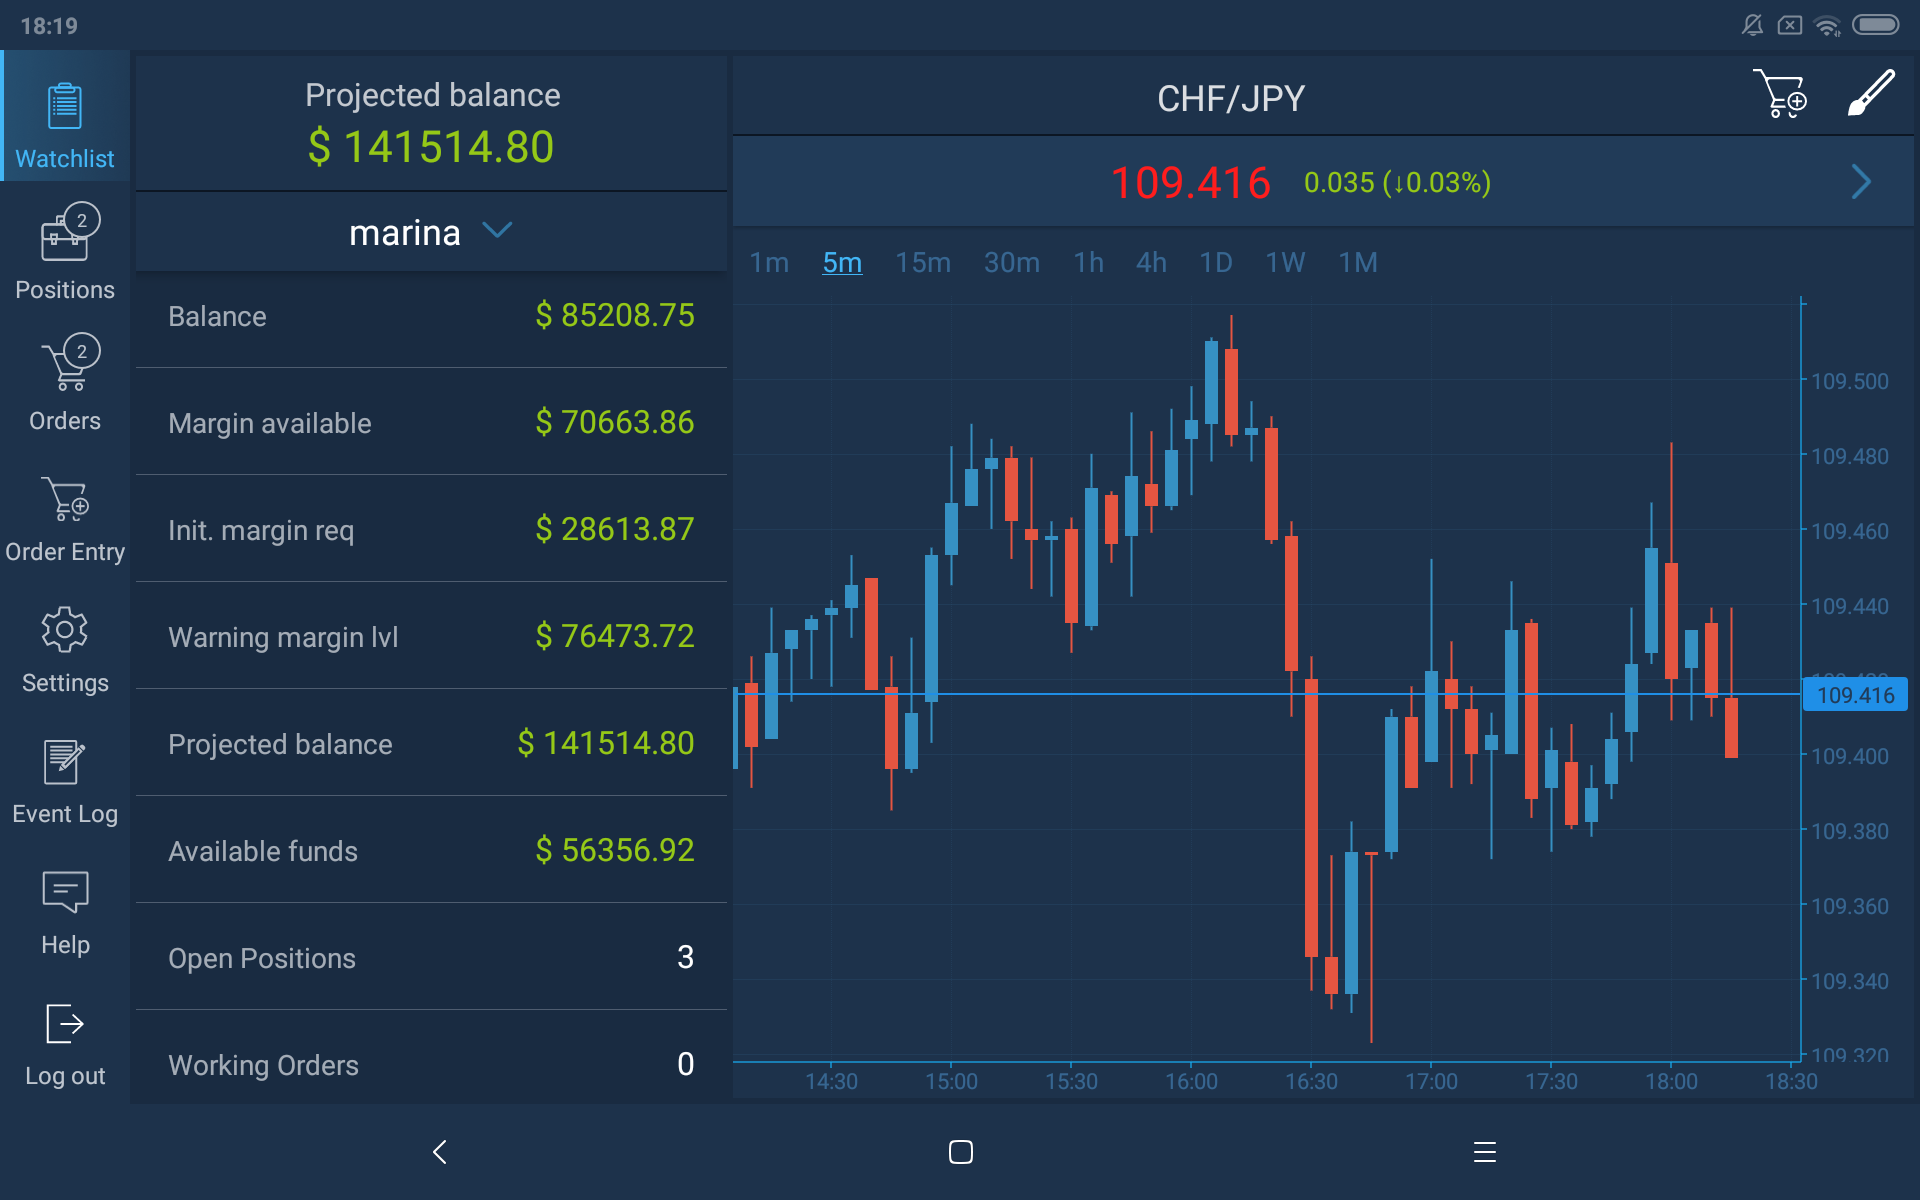 18:19
Watchlist
2
Positions
2
Orders
Order Entry
Settings
Event Log
Help
Log out
Projected balance
$ 141514.80
marina
Balance $ 85208.75
Margin available $ 70663.86
Init. margin req $ 28613.87
Warning margin lvl $ 76473.72
Projected balance $ 141514.80
Available funds $ 56356.92
Open Positions 3
Working Orders 0
CHF/JPY
109.416 0.035 (↓0.03%)
1m 5m 15m 30m 1h 4h 1D 1W 1M
109.500
109.480
109.460
109.440
109.416
109.400
109.380
109.360
109.340
109.320
14:30 15:00 15:30 16:00 16:30 17:00 17:30 18:00 18:30